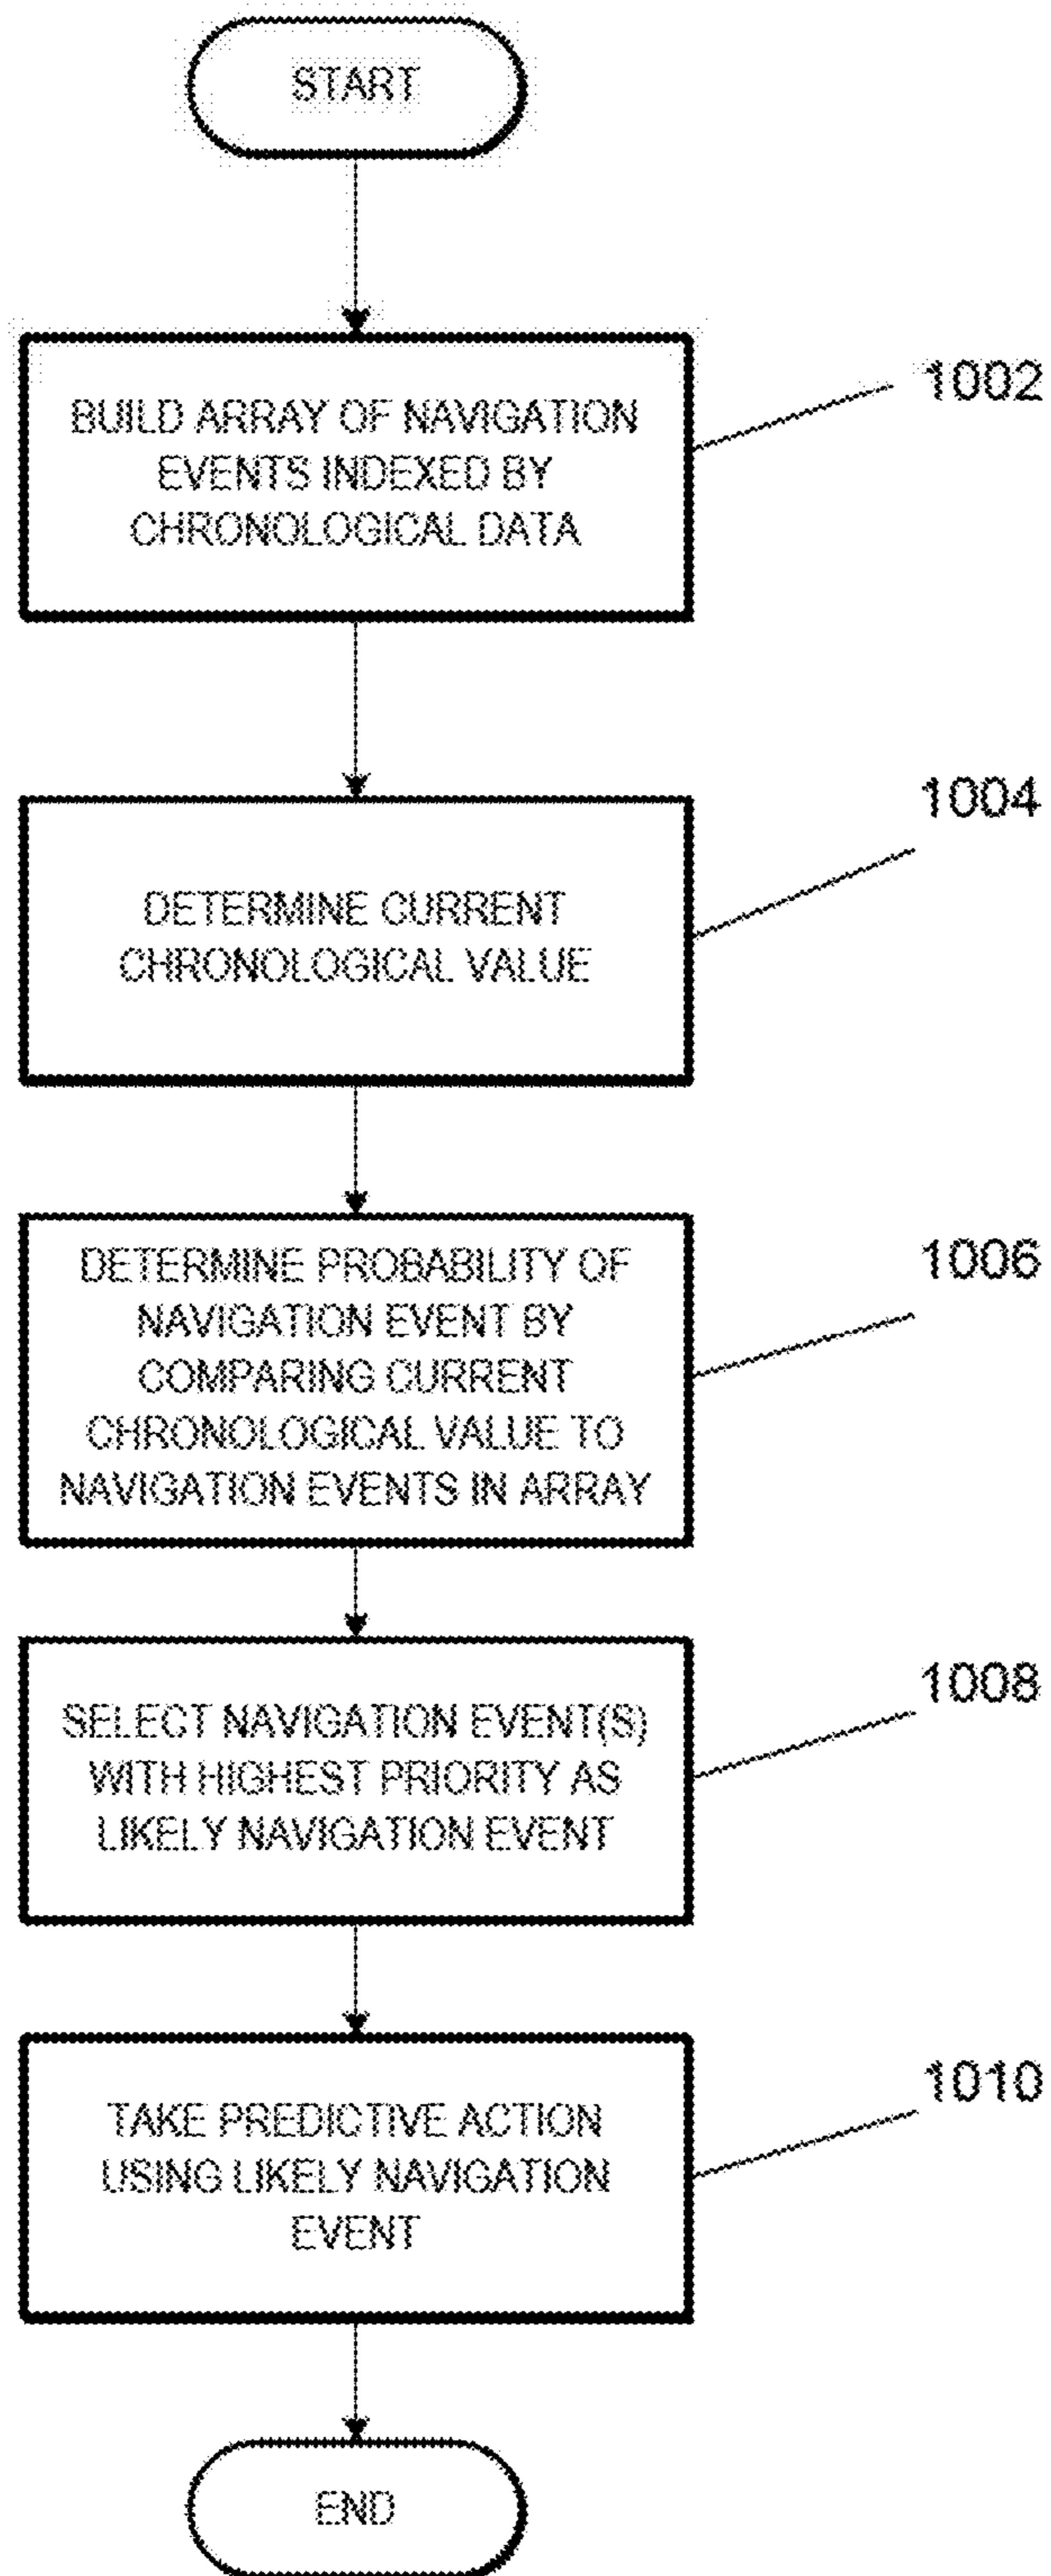 START
BUILD ARRAY OF NAVIGATION
EVENTS INDEXED BY
CHRONOLOGICAL DATA
1002
DETERMINE CURRENT
CHRONOLOGICAL VALUE
1004
DETERMINE PROBABILITY OF
NAVIGATION EVENT BY
COMPARING CURRENT
CHRONOLOGICAL VALUE TO
NAVIGATION EVENTS IN ARRAY
1006
SELECT NAVIGATION EVENT(S)
WITH HIGHEST PRIORITY AS
LIKELY NAVIGATION EVENT
1008
TAKE PREDICTIVE ACTION
USING LIKELY NAVIGATION
EVENT
1010
END